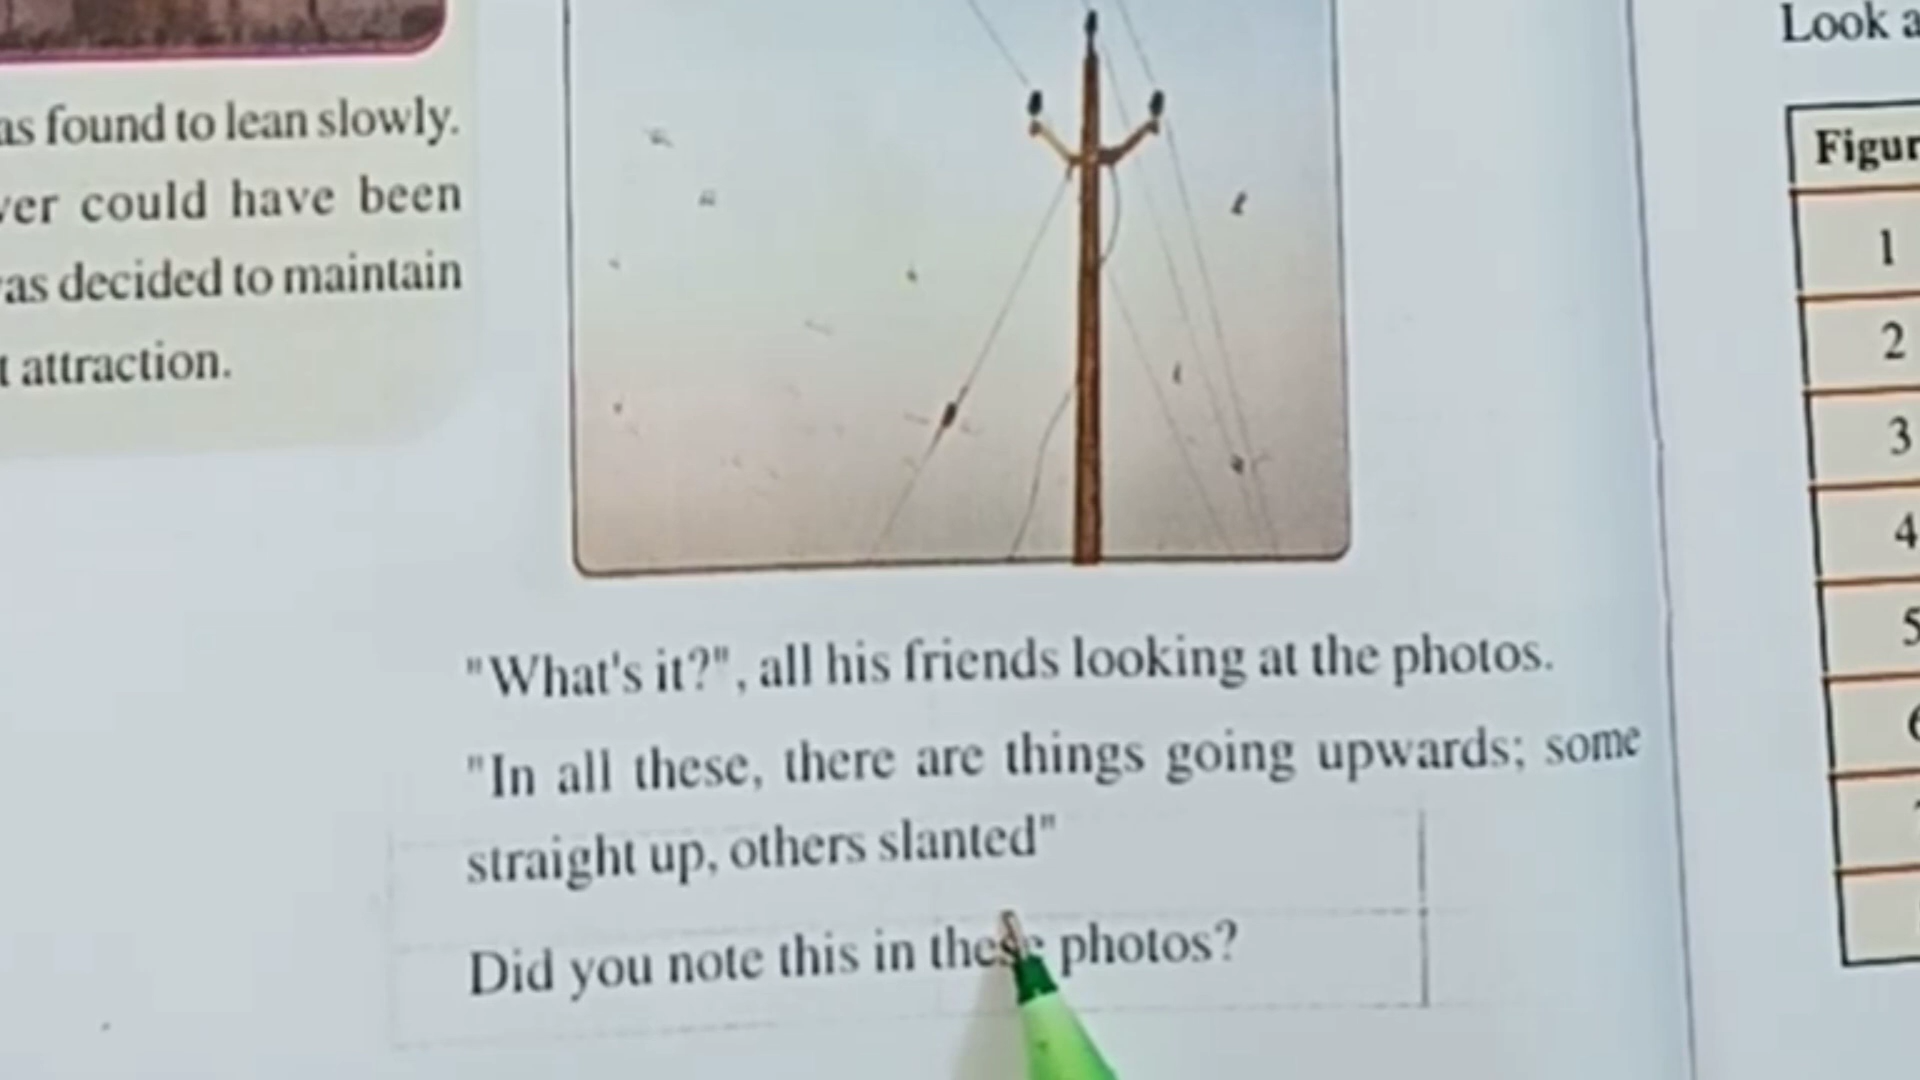 as found to lean slowly.
could have been
as decided to maintain
attraction.
"What's it?", all his friends looking at the photos.
"In all these, there are things going upwards; some
straight up, others slanted"
Did you note this in these photos?
Look
1
2
3
4
5